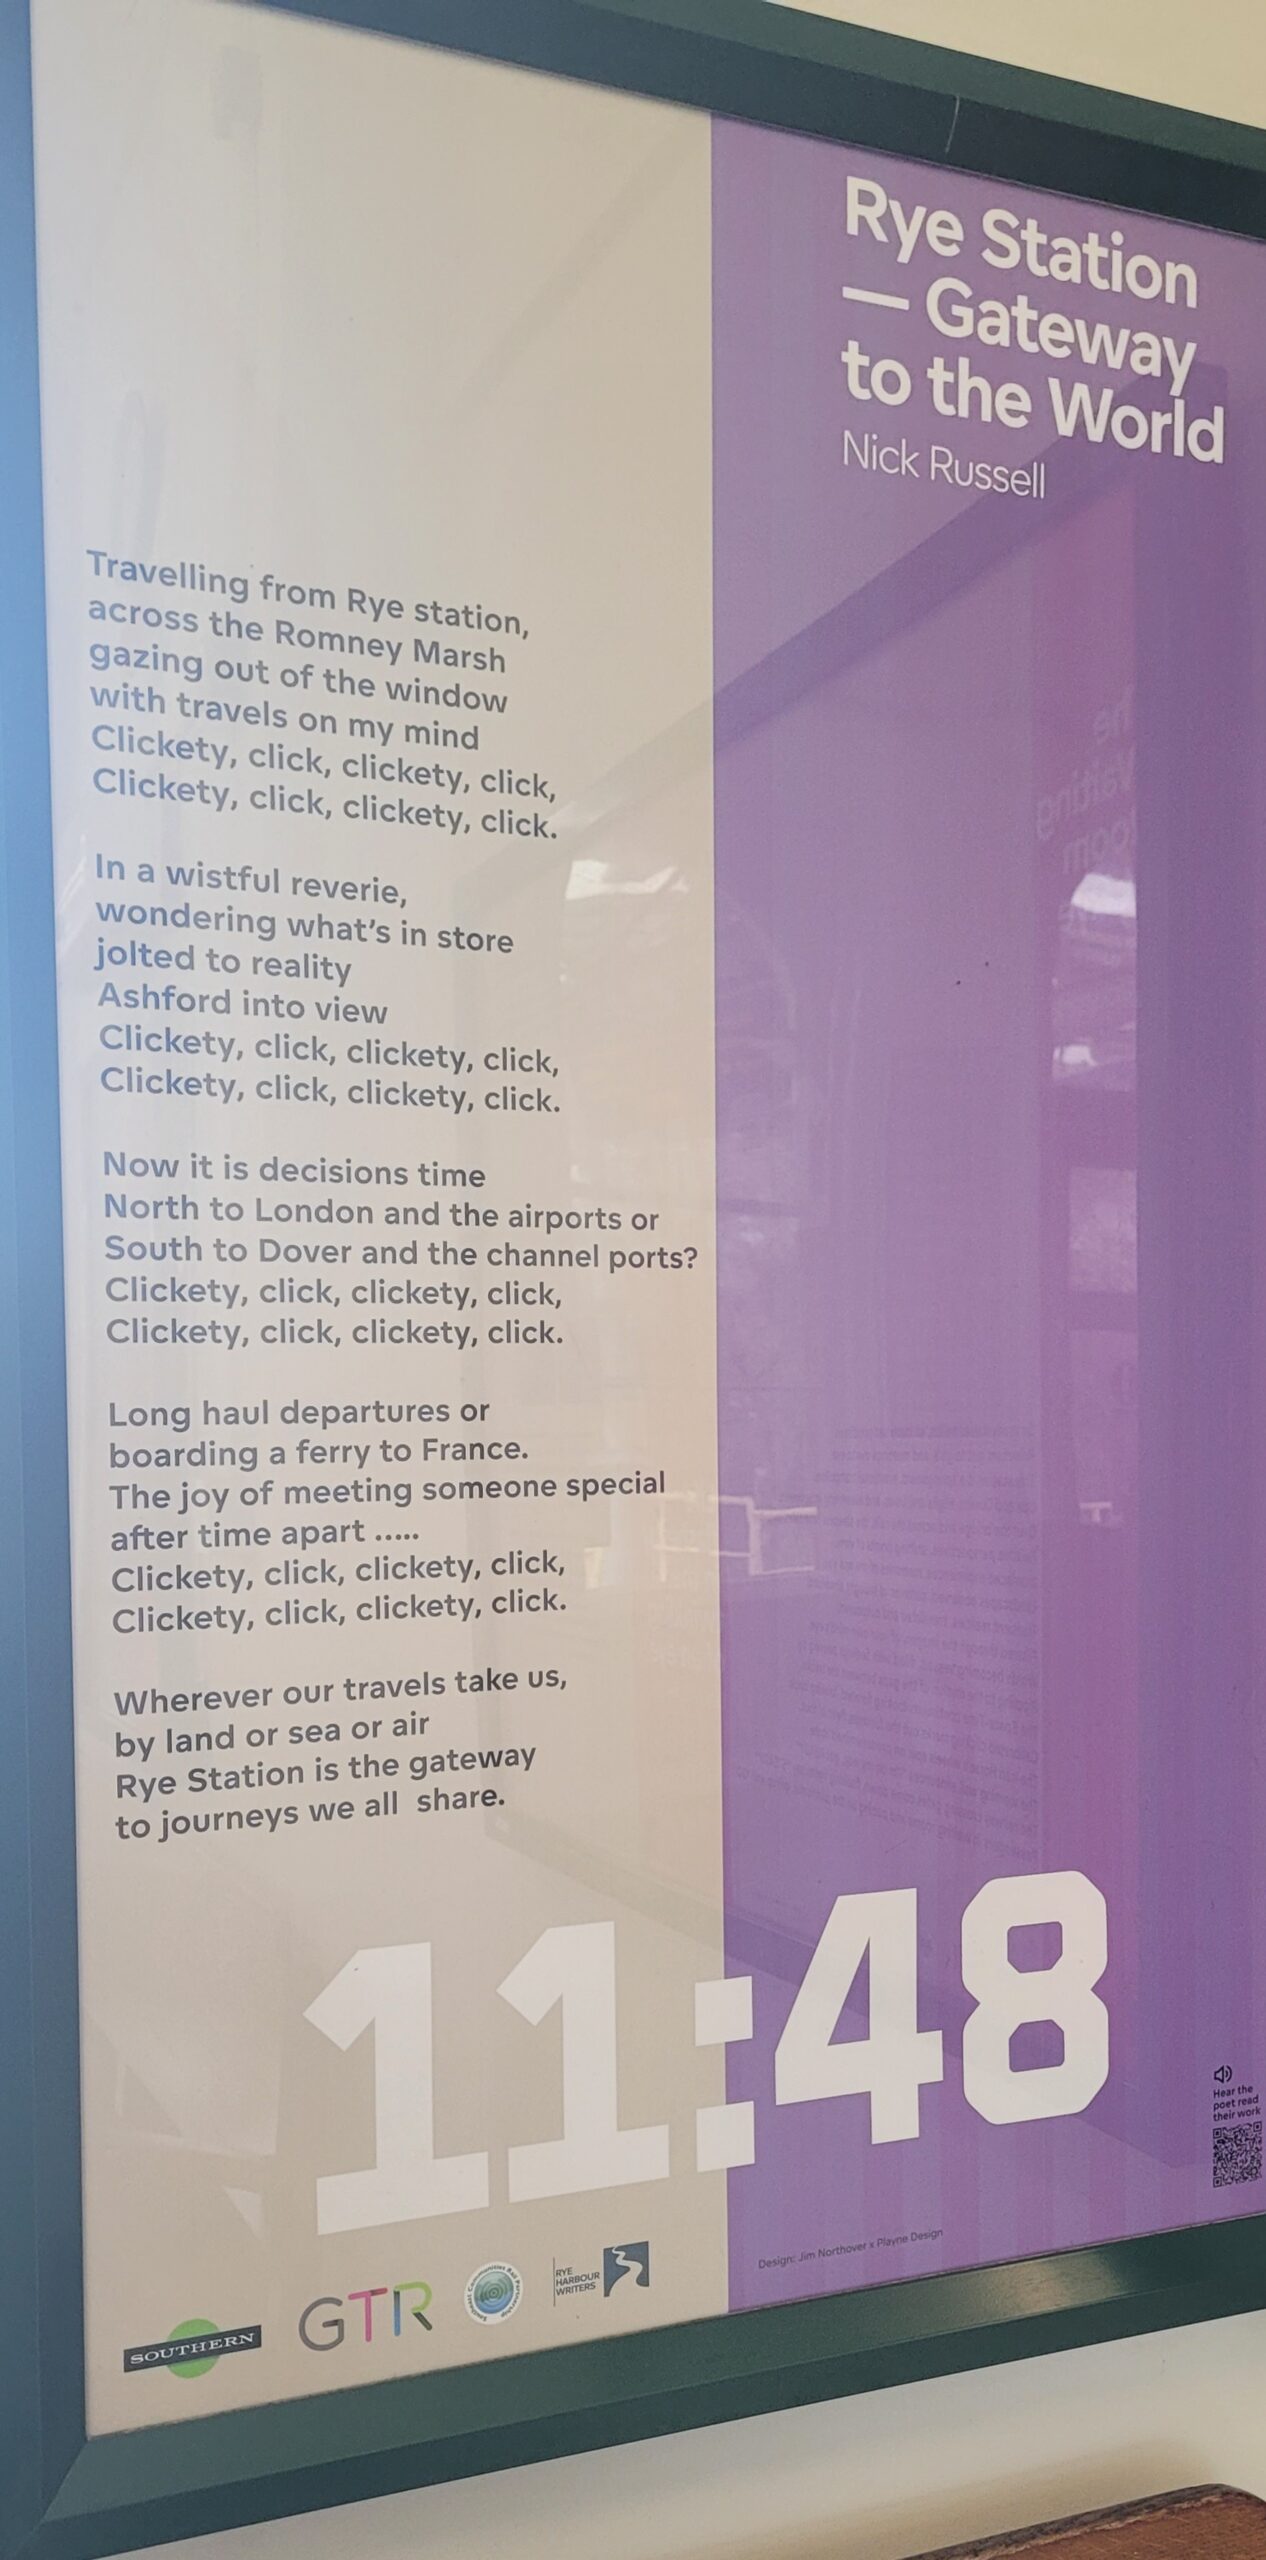 Rye Station
— Gateway
to the World
Nick Russell
Travelling from Rye station,
across the Romney Marsh
gazing out of the window
with travels on my mind
Clickety, click, clickety, click,
Clickety, click, clickety, click.
In a wistful reverie,
wondering what's in store
jolted to reality
Ashford into view
Clickety, click, clickety, click,
Clickety, click, clickety, click.
Now it is decisions time
North to London and the airports or
South to Dover and the channel ports?
Clickety, click, clickety, click,
Clickety, click, clickety, click.
Long haul departures or
boarding a ferry to France.
The joy of meeting someone special
after time apart .....
Clickety, click, clickety, click,
Clickety, click, clickety, click.
Wherever our travels take us,
by land or sea or air
Rye Station is the gateway
to journeys we all  share.
11:48
Hear the
poet read
their work
Design: Jim Northover x Playne Design
SOUTHERN
GTR
Southeast Communities Rail Partnership
RYE
HARBOUR
WRITERS